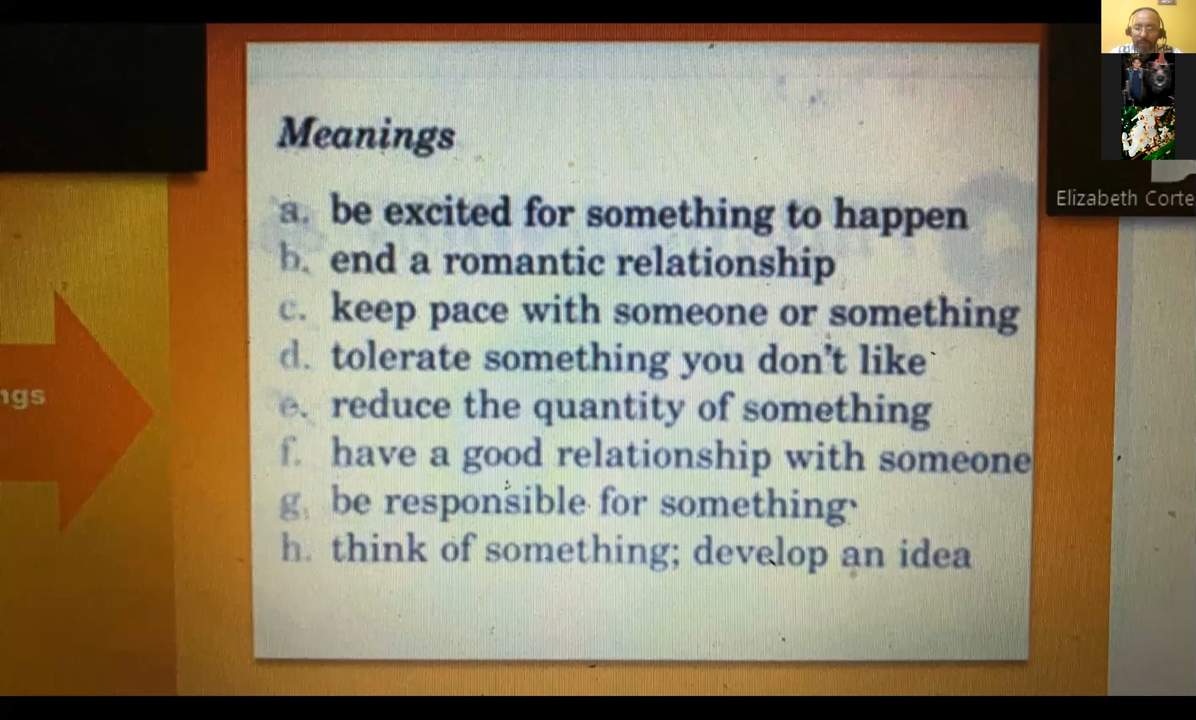 Meanings
a. be excited for something to happen
b. end a romantic relationship
c. keep pace with someone or something
d. tolerate something you don't like
e. reduce the quantity of something
f. have a good relationship with someone
g. be responsible for something
h. think of something; develop an idea
ngs
Elizabeth Corte